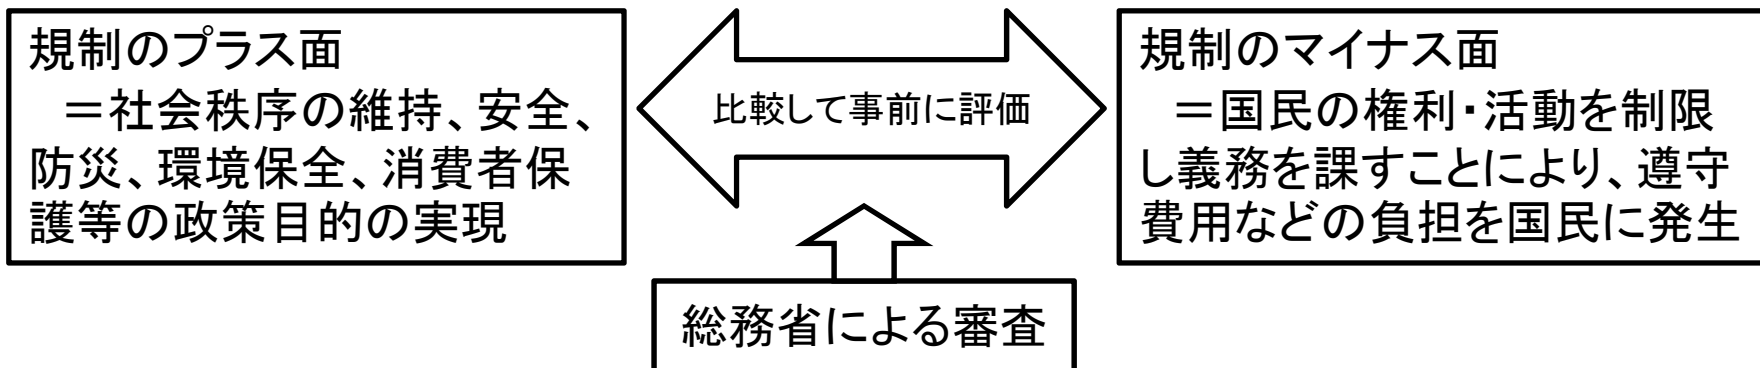 規制のプラス面
＝社会秩序の維持、安全、
防災、環境保全、消費者保
護等の政策目的の実現
比較して事前に評価
規制のマイナス面
＝国民の権利・活動を制限
し義務を課すことにより、遵守
費用などの負担を国民に発生
総務省による審査